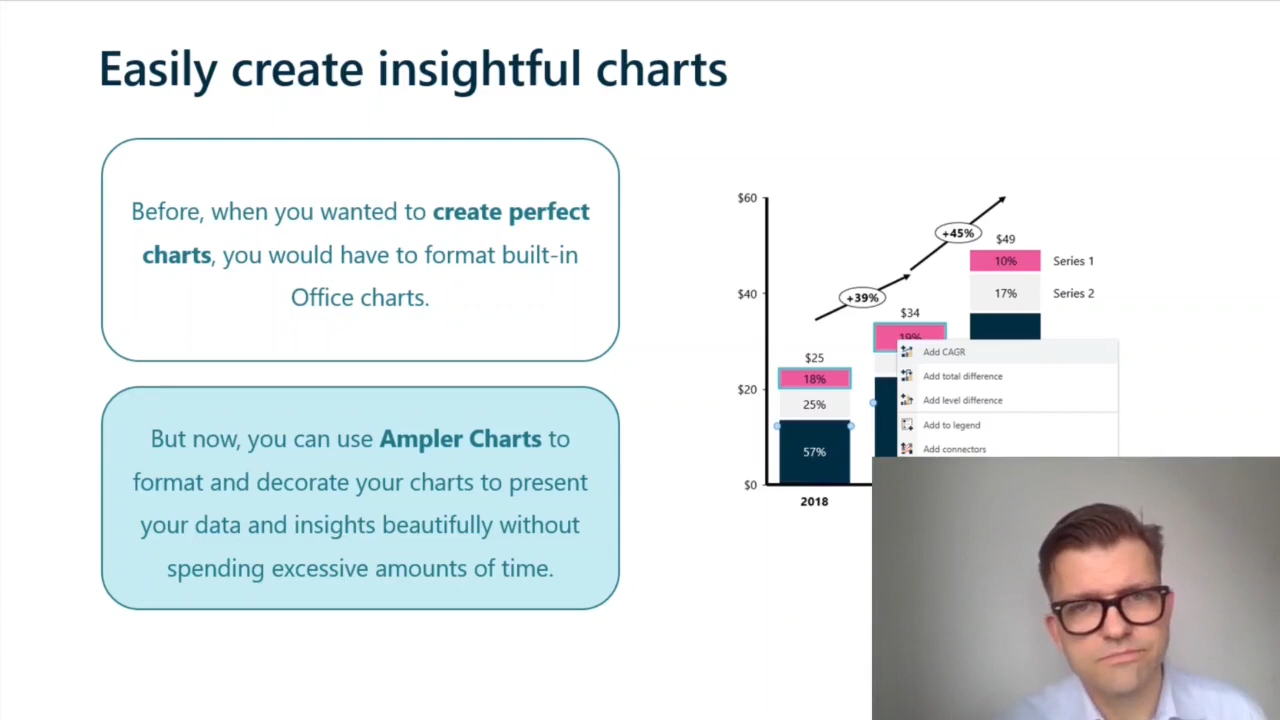 Easily create insightful charts
Before, when you wanted to create perfect
charts, you would have to format built-in
Office charts.
But now, you can use Ampler Charts to
format and decorate your charts to present
your data and insights beautifully without
spending excessive amounts of time.
$60
+45%
$49
10% Series 1
$40
+39%
17% Series 2
$34
19%
Add CAGR
$25
18%
Add total difference
$20
Add level difference
25%
Add to legend
57%
Add connectors
$0
2018